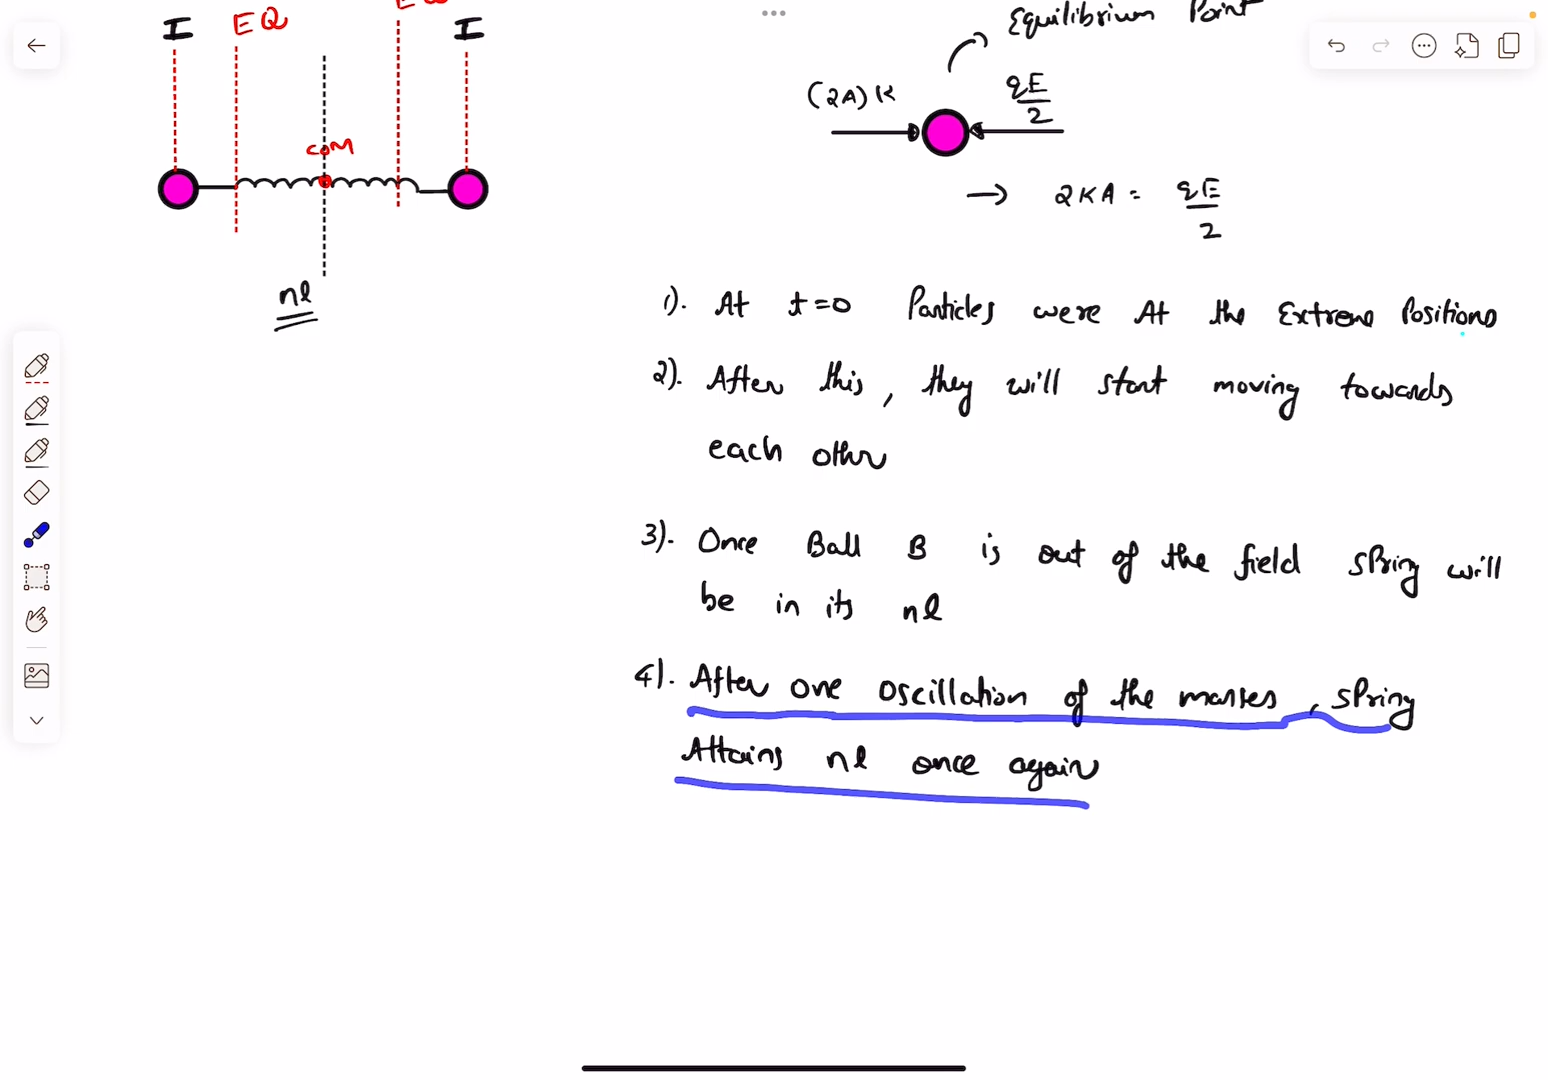 I
EQ
I
COM
nl
Equilibrium Point
(2A) K
qE
2
→ 2KA = qE
2
1). At t=0 Particles were At the Extreme Positions
2). After this, they will start moving towards
each other
3). Once Ball B is out of the field spring will
be in its nl
4). After one oscillation of the masses, spring
Attains nl once again